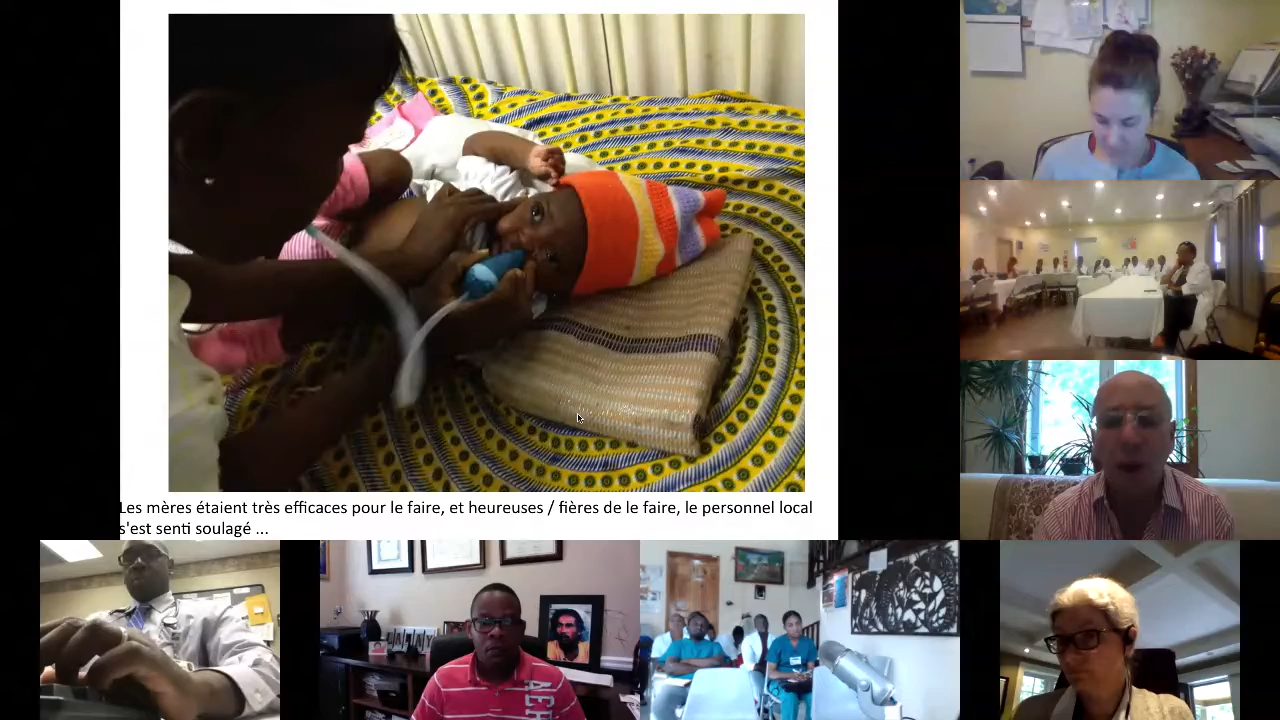 Les mères étaient très efficaces pour le faire, et heureuses / fières de le faire, le personnel local
s'est senti soulagé ...